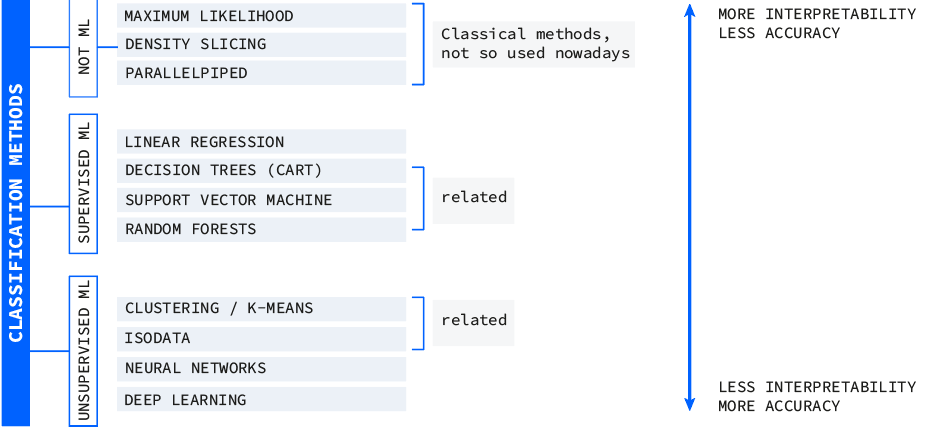 CLASSIFICATION METHODS
NOT ML
MAXIMUM LIKELIHOOD
DENSITY SLICING
PARALLELPIPED
Classical methods,
not so used nowadays
SUPERVISED ML
LINEAR REGRESSION
DECISION TREES (CART)
SUPPORT VECTOR MACHINE
RANDOM FORESTS
related
UNSUPERVISED ML
CLUSTERING / K-MEANS
ISODATA
NEURAL NETWORKS
DEEP LEARNING
related
MORE INTERPRETABILITY
LESS ACCURACY
LESS INTERPRETABILITY
MORE ACCURACY